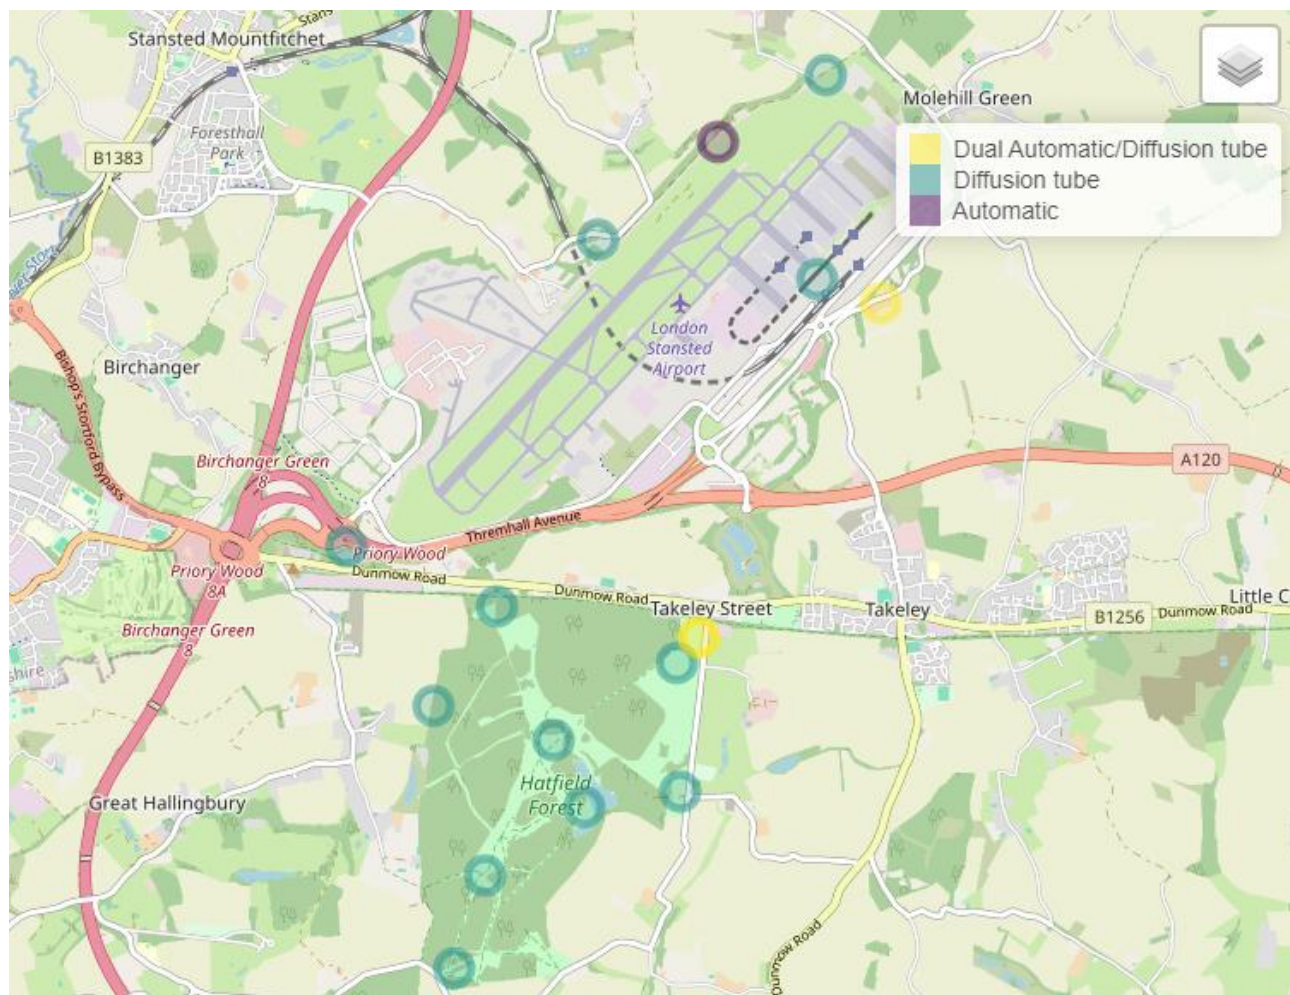 Stans
Stansted Mountfitchet
Molehill Green
Foresthall
Park
B1383
Dual Automatic/Diffusion tube
Diffusion tube
Automatic
London
Stansted
Airport
Birchanger
Bishop's Stortford Bypass
Birchanger Green
8
A120
Thremhall Avenue
Priory Wood
Priory Wood
8A
Dunmow Road
Dunmow Road
Takeley Street
Takeley
Little C
B1256
Dunmow Road
Birchanger Green
8
shire
Great Hallingbury
Hatfield
Forest
Dunmow Road